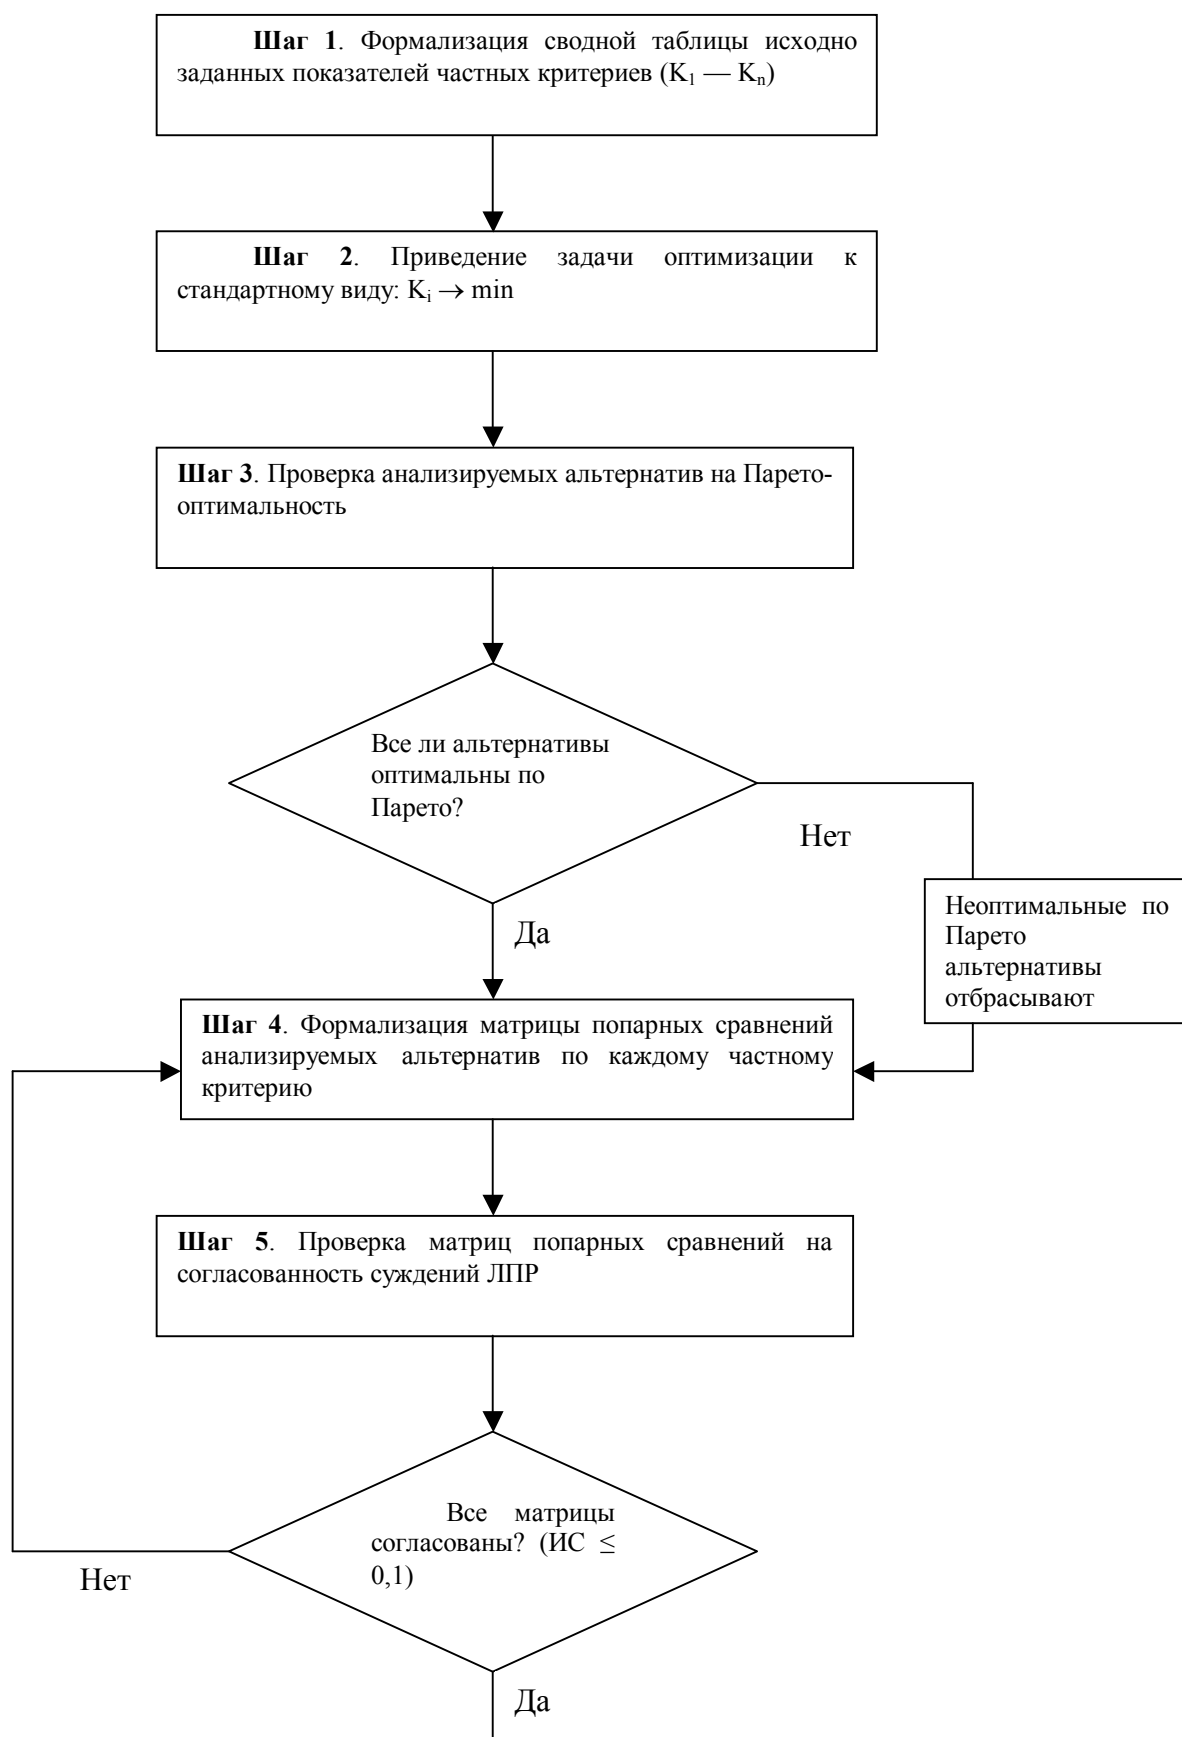 Шаг 1. Формализация сводной таблицы исходно
заданных показателей частных критериев (K₁ — Kₙ)
Шаг 2. Приведение задачи оптимизации к
стандартному виду: Kᵢ → min
Шаг 3. Проверка анализируемых альтернатив на Парето-
оптимальность
Все ли альтернативы
оптимальны по
Парето?
Нет
Неоптимальные по
Парето
альтернативы
отбрасывают
Да
Шаг 4. Формализация матрицы попарных сравнений
анализируемых альтернатив по каждому частному
критерию
Шаг 5. Проверка матриц попарных сравнений на
согласованность суждений ЛПР
Все матрицы
согласованы? (ИС ≤
0,1)
Нет
Да